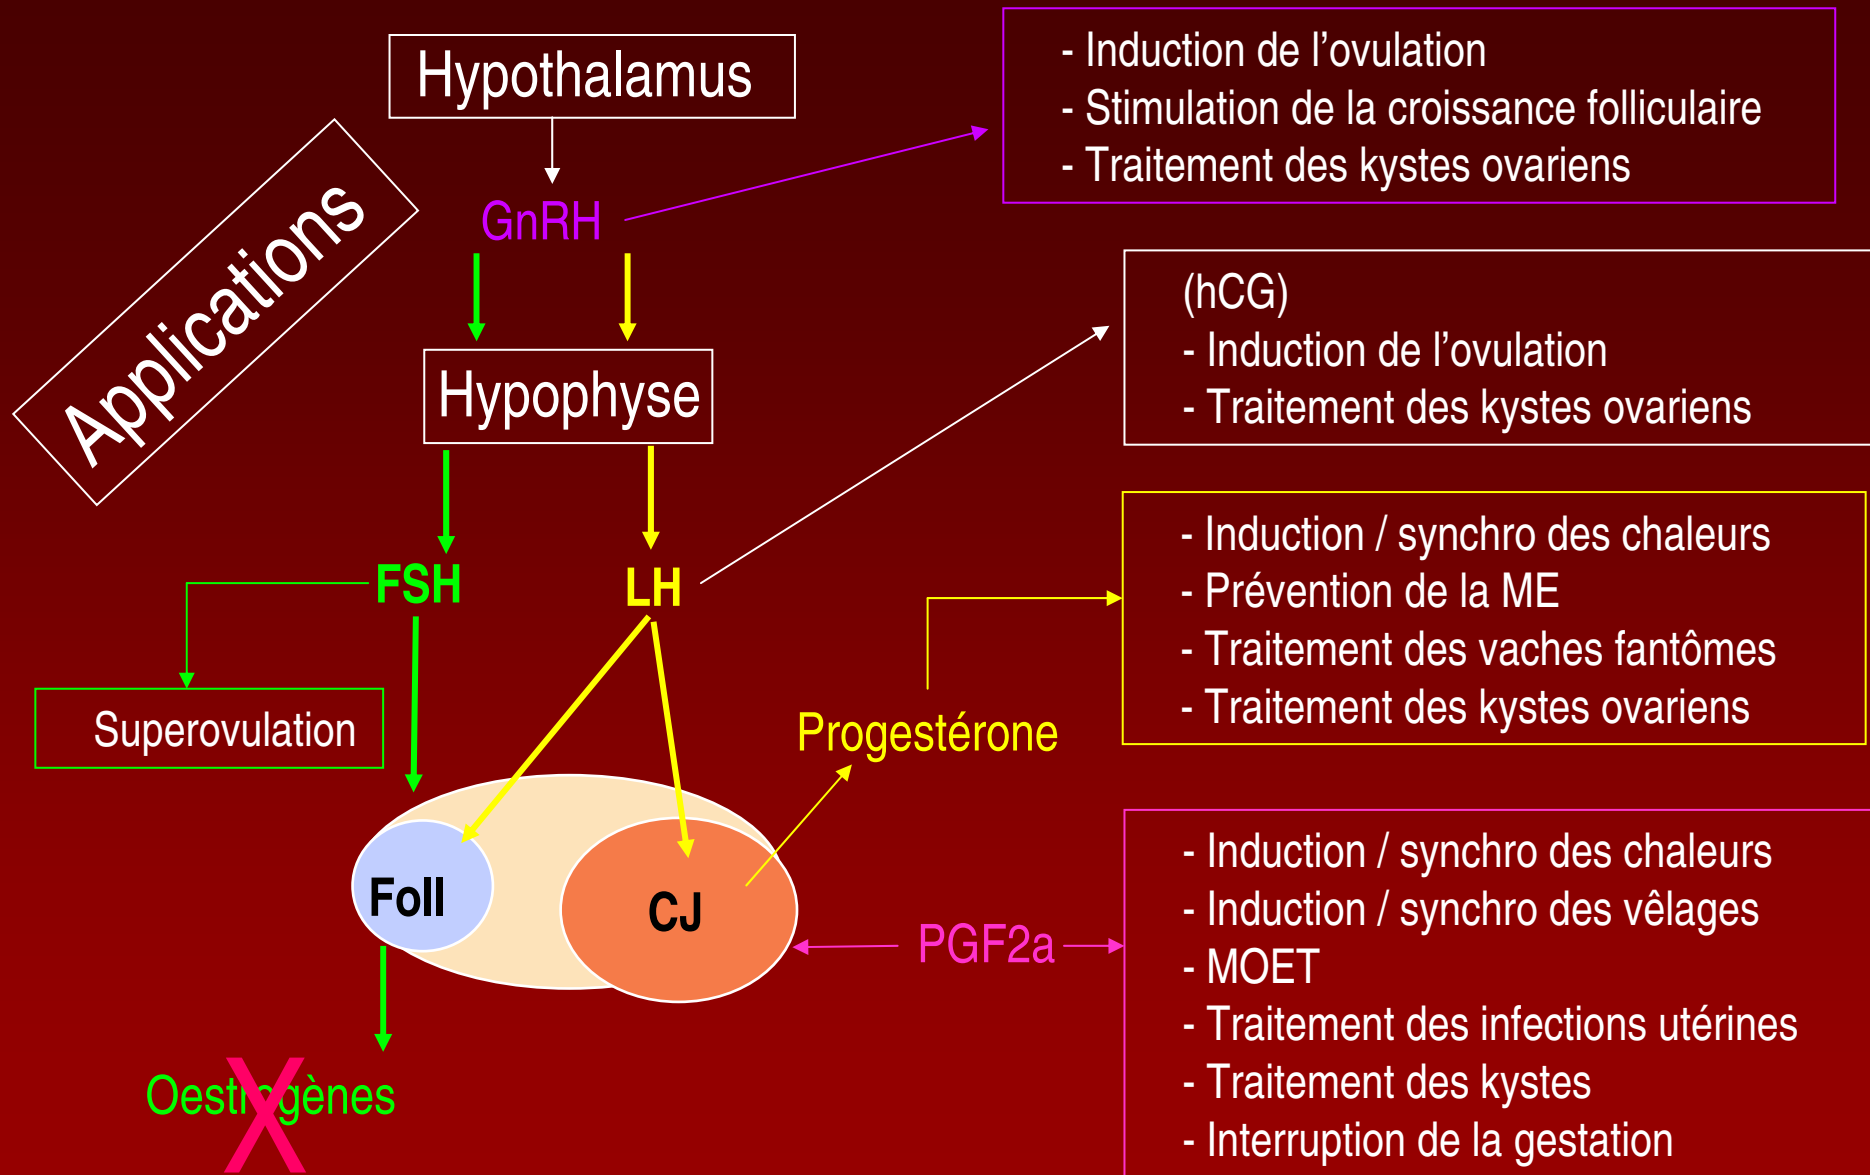 Hypothalamus
Applications
GnRH
- Induction de l'ovulation
- Stimulation de la croissance folliculaire
- Traitement des kystes ovariens
Hypophyse
(hCG)
- Induction de l'ovulation
- Traitement des kystes ovariens
FSH
LH
- Induction / synchro des chaleurs
- Prévention de la ME
- Traitement des vaches fantômes
- Traitement des kystes ovariens
Superovulation
Progestérone
Foll
CJ
PGF2a
- Induction / synchro des chaleurs
- Induction / synchro des vêlages
- MOET
- Traitement des infections utérines
- Traitement des kystes
- Interruption de la gestation
Oestrogènes
X